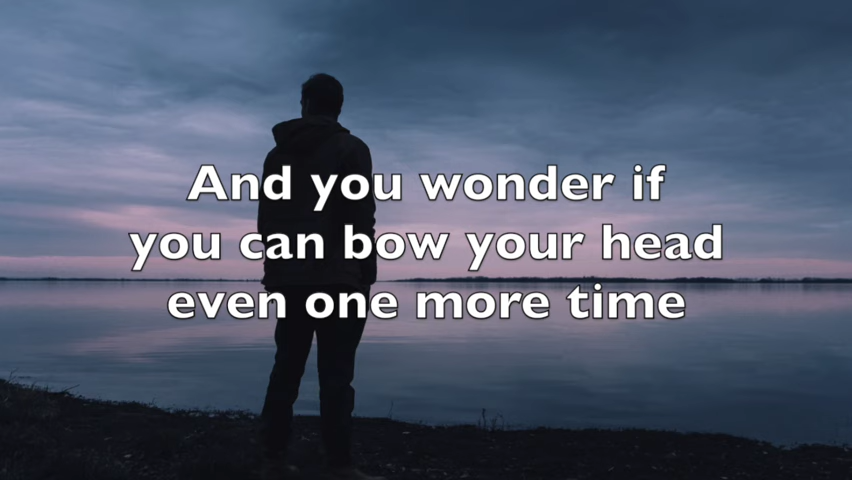 And you wonder if
you can bow your head
even one more time